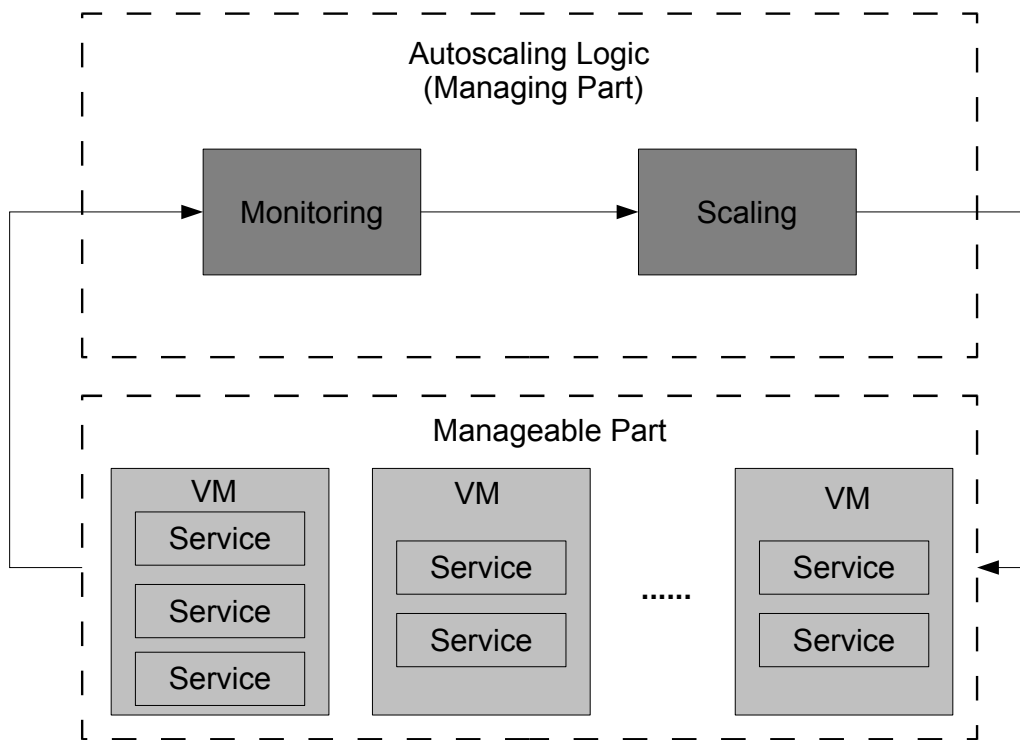 Autoscaling Logic
(Managing Part)
Monitoring
Scaling
Manageable Part
VM
Service
Service
Service
VM
Service
Service
......
VM
Service
Service